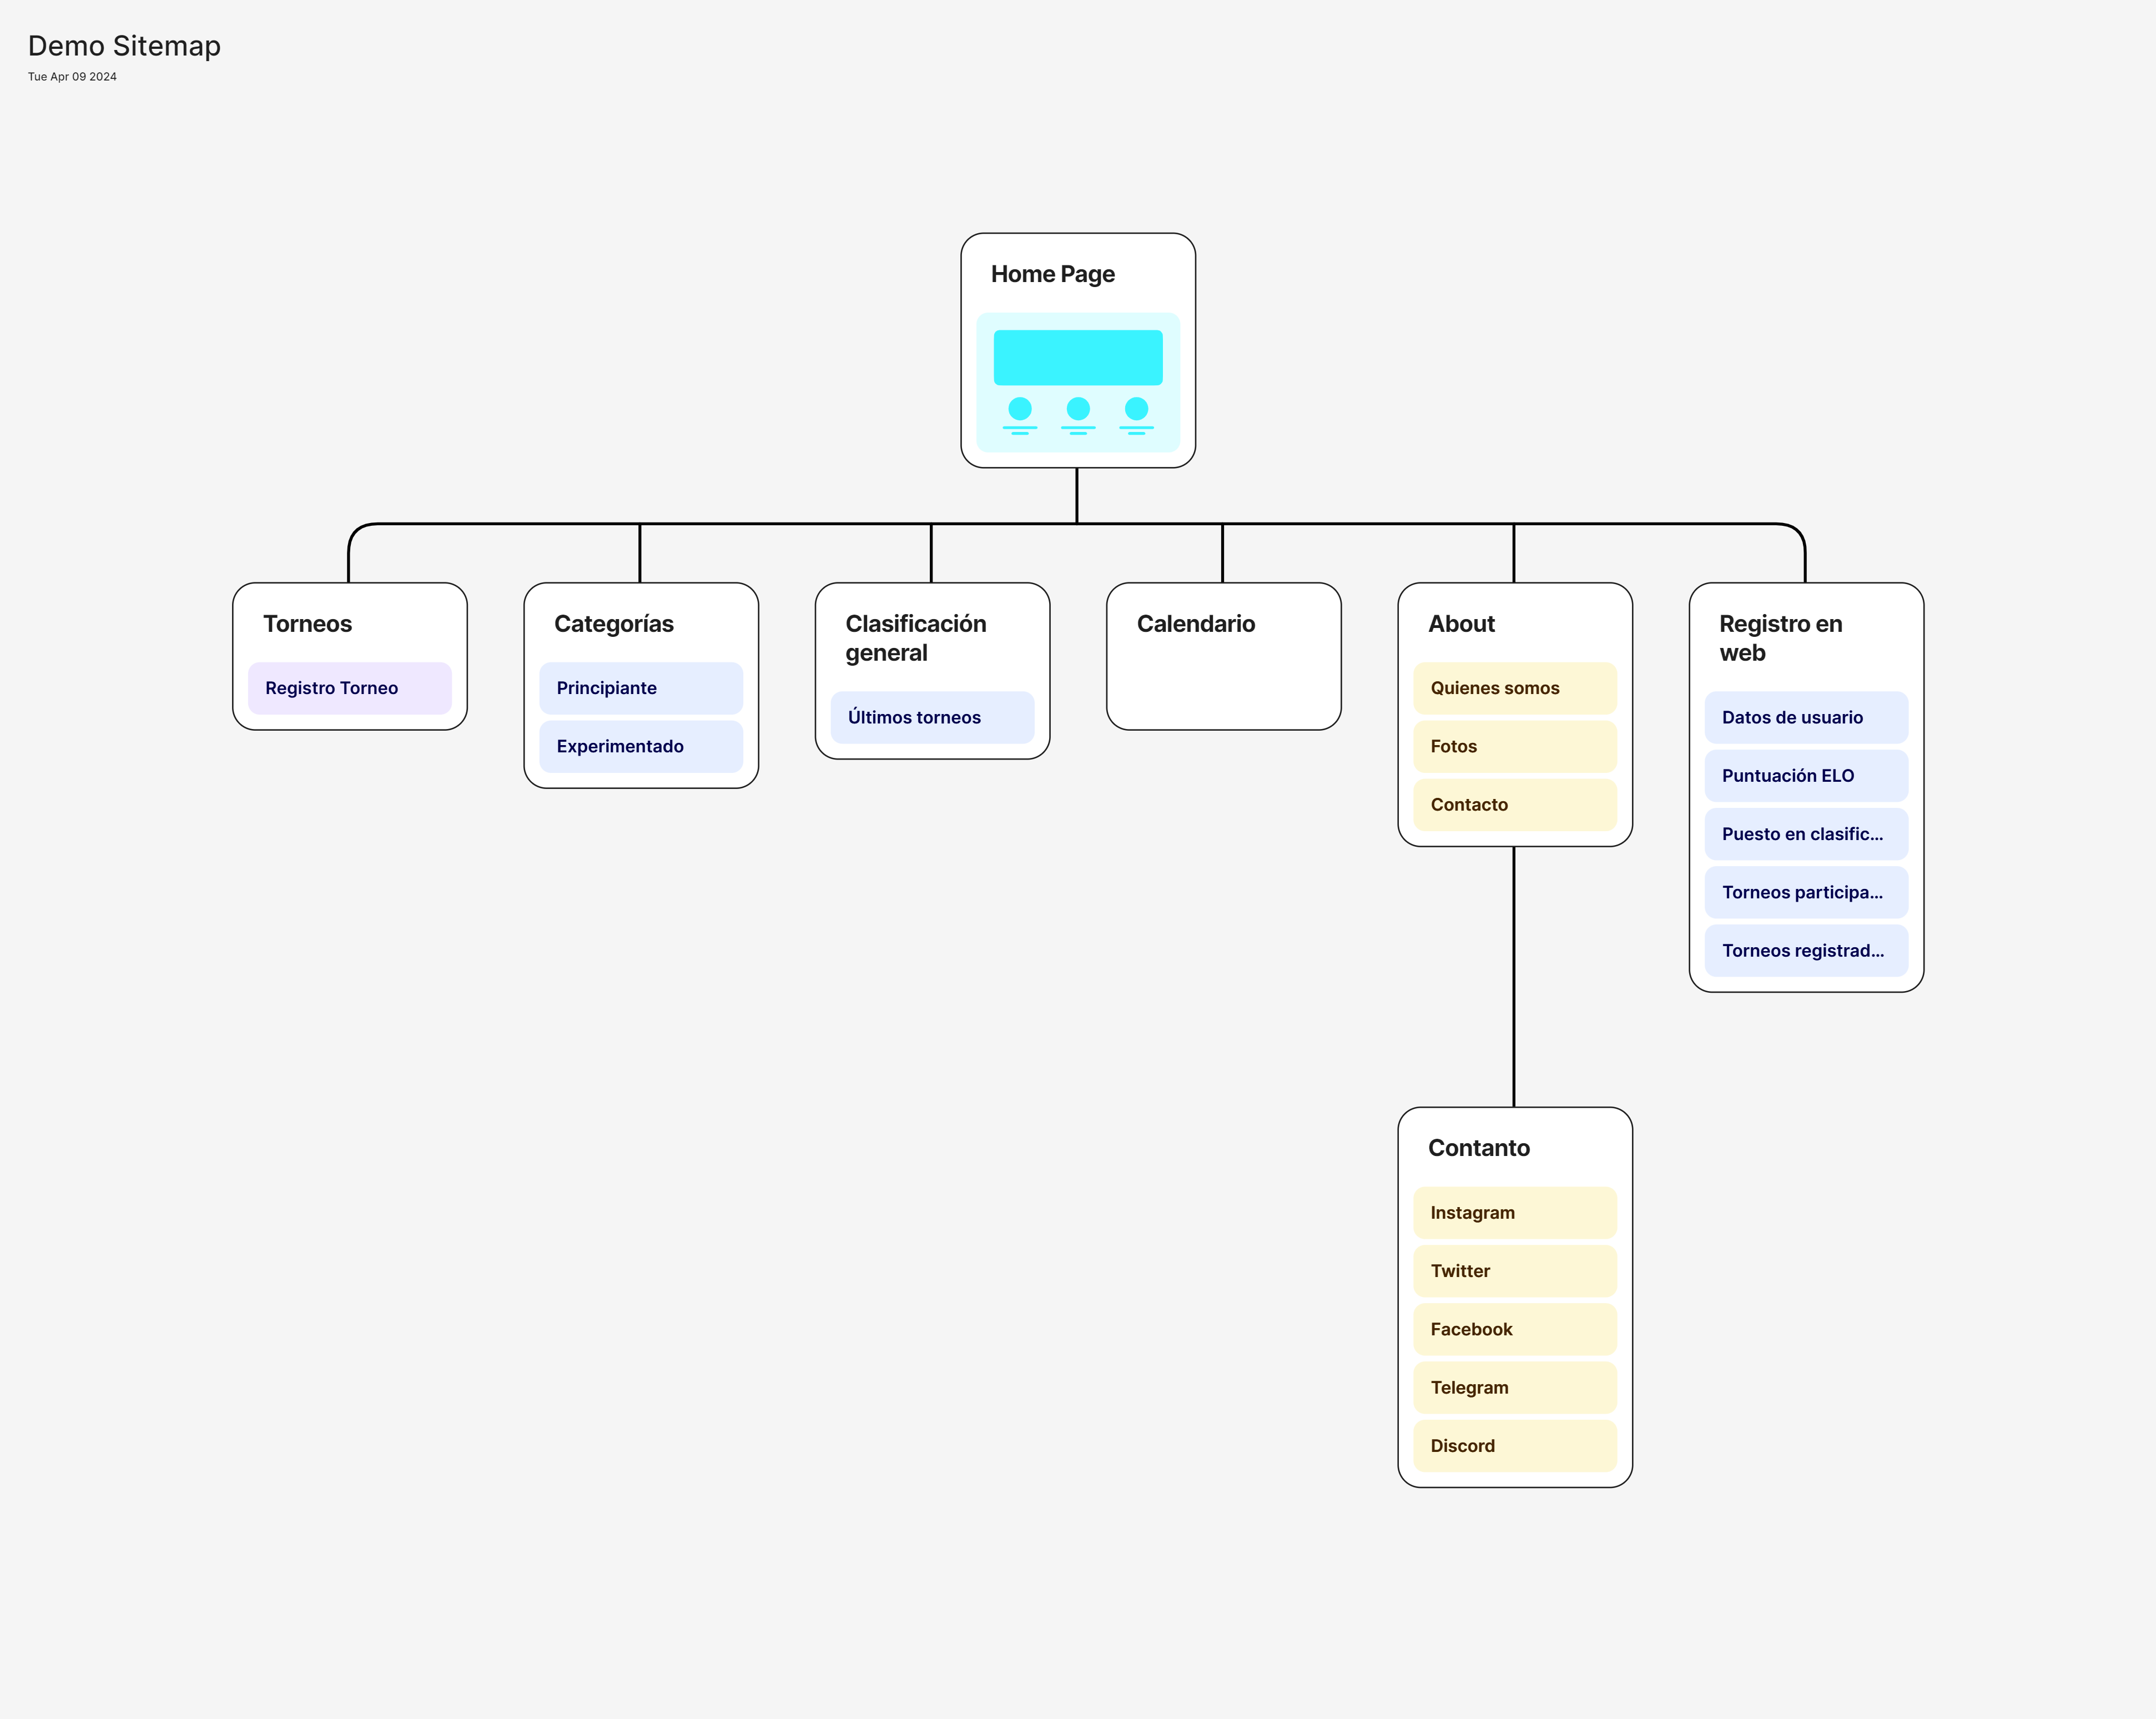 Demo Sitemap
Tue Apr 09 2024
Home Page
Torneos
Registro Torneo
Categorías
Principiante
Experimentado
Clasificación
general
Últimos torneos
Calendario
About
Quienes somos
Fotos
Contacto
Registro en
web
Datos de usuario
Puntuación ELO
Puesto en clasific...
Torneos participa...
Torneos registrad...
Contanto
Instagram
Twitter
Facebook
Telegram
Discord